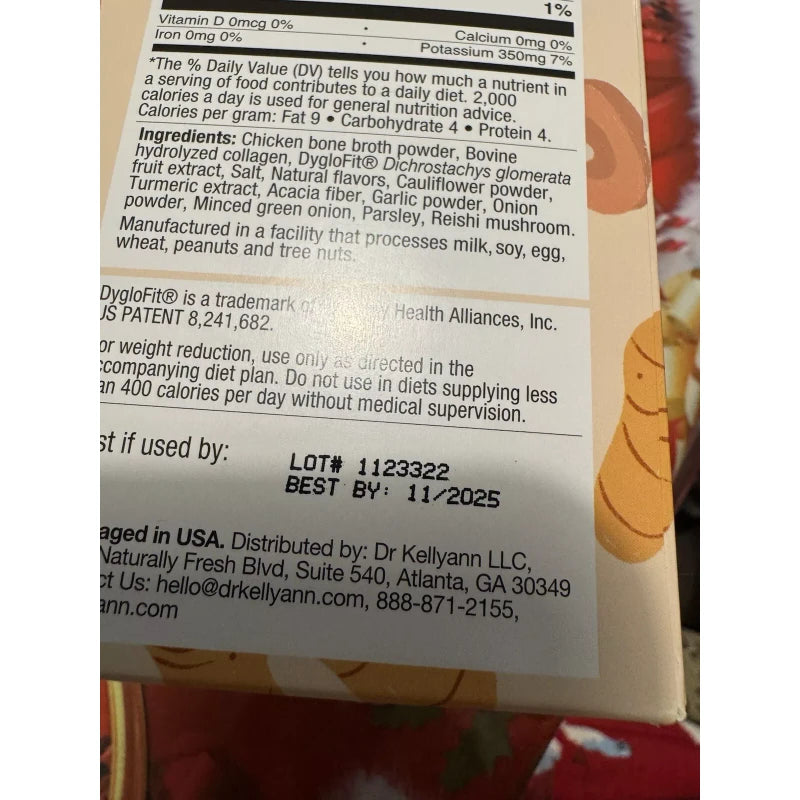 1%
Vitamin D 0mcg 0% • Calcium 0mg 0%
Iron 0mg 0% • Potassium 350mg 7%
*The % Daily Value (DV) tells you how much a nutrient in
a serving of food contributes to a daily diet. 2,000
calories a day is used for general nutrition advice.
Calories per gram: Fat 9 • Carbohydrate 4 • Protein 4.
Ingredients: Chicken bone broth powder, Bovine
hydrolyzed collagen, DygloFit® Dichrostachys glomerata
fruit extract, Salt, Natural flavors, Cauliflower powder,
Turmeric extract, Acacia fiber, Garlic powder, Onion
powder, Minced green onion, Parsley, Reishi mushroom.
Manufactured in a facility that processes milk, soy, egg,
wheat, peanuts and tree nuts.
DygloFit® is a trademark of Health Alliances, Inc.
US PATENT 8,241,682.
or weight reduction, use only as directed in the
ccompanying diet plan. Do not use in diets supplying less
an 400 calories per day without medical supervision.
st if used by:
LOT# 1123322
BEST BY: 11/2025
aged in USA. Distributed by: Dr Kellyann LLC,
Naturally Fresh Blvd, Suite 540, Atlanta, GA 30349
ct Us: hello@drkellyann.com, 888-871-2155,
ann.com